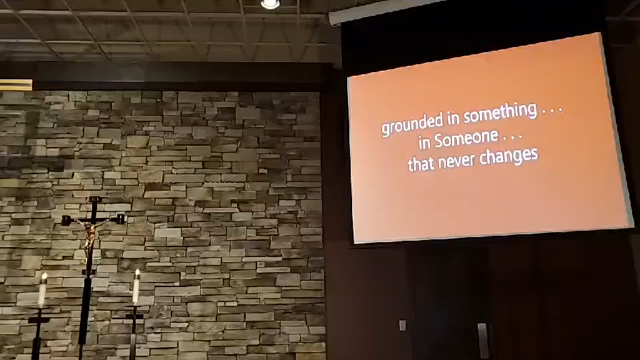 grounded in something . . .
in Someone . . .
that never changes